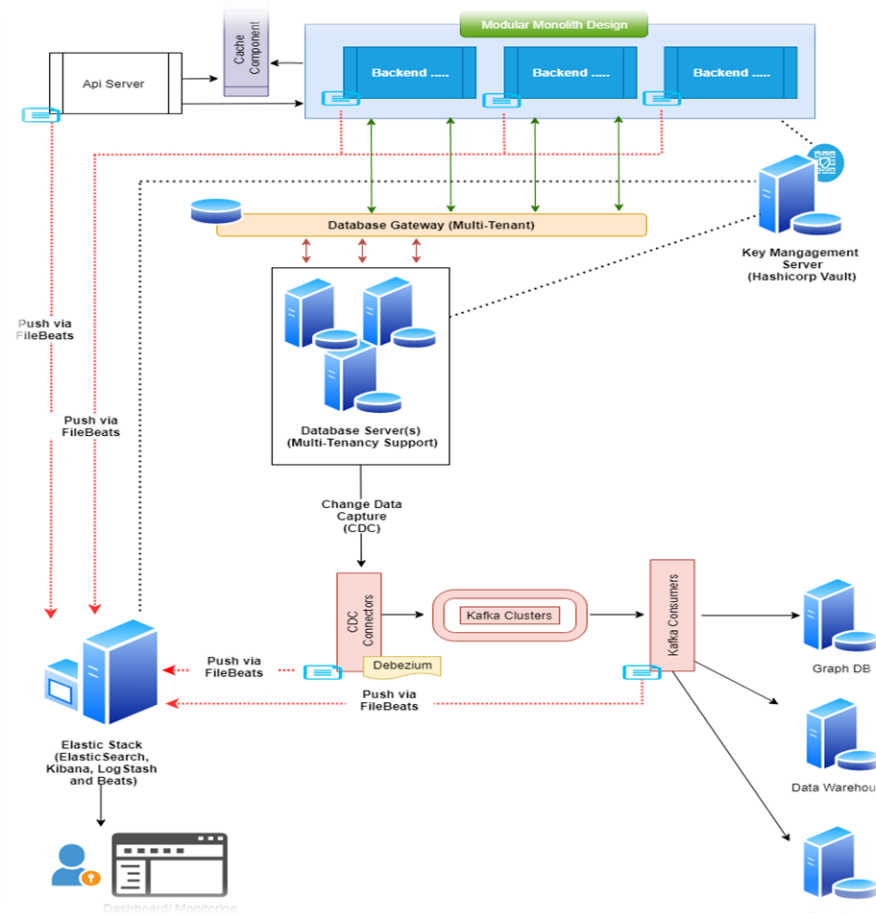 Modular Monolith Design
Cache
Component
Api Server
Backend .....
Backend .....
Backend .....
Database Gateway (Multi-Tenant)
Key Mangagement
Server
(Hashicorp Vault)
Push via
FileBeats
Push via
FileBeats
Database Server(s)
(Multi-Tenancy Support)
Change Data
Capture
(CDC)
CDC
Connectors
Kafka Clusters
Kafka Consumers
Debezium
Push via
FileBeats
Push via
FileBeats
Graph DB
Elastic Stack
(ElasticSearch,
Kibana, LogStash
and Beats)
Data Warehou
Dashboard/ Monitoring